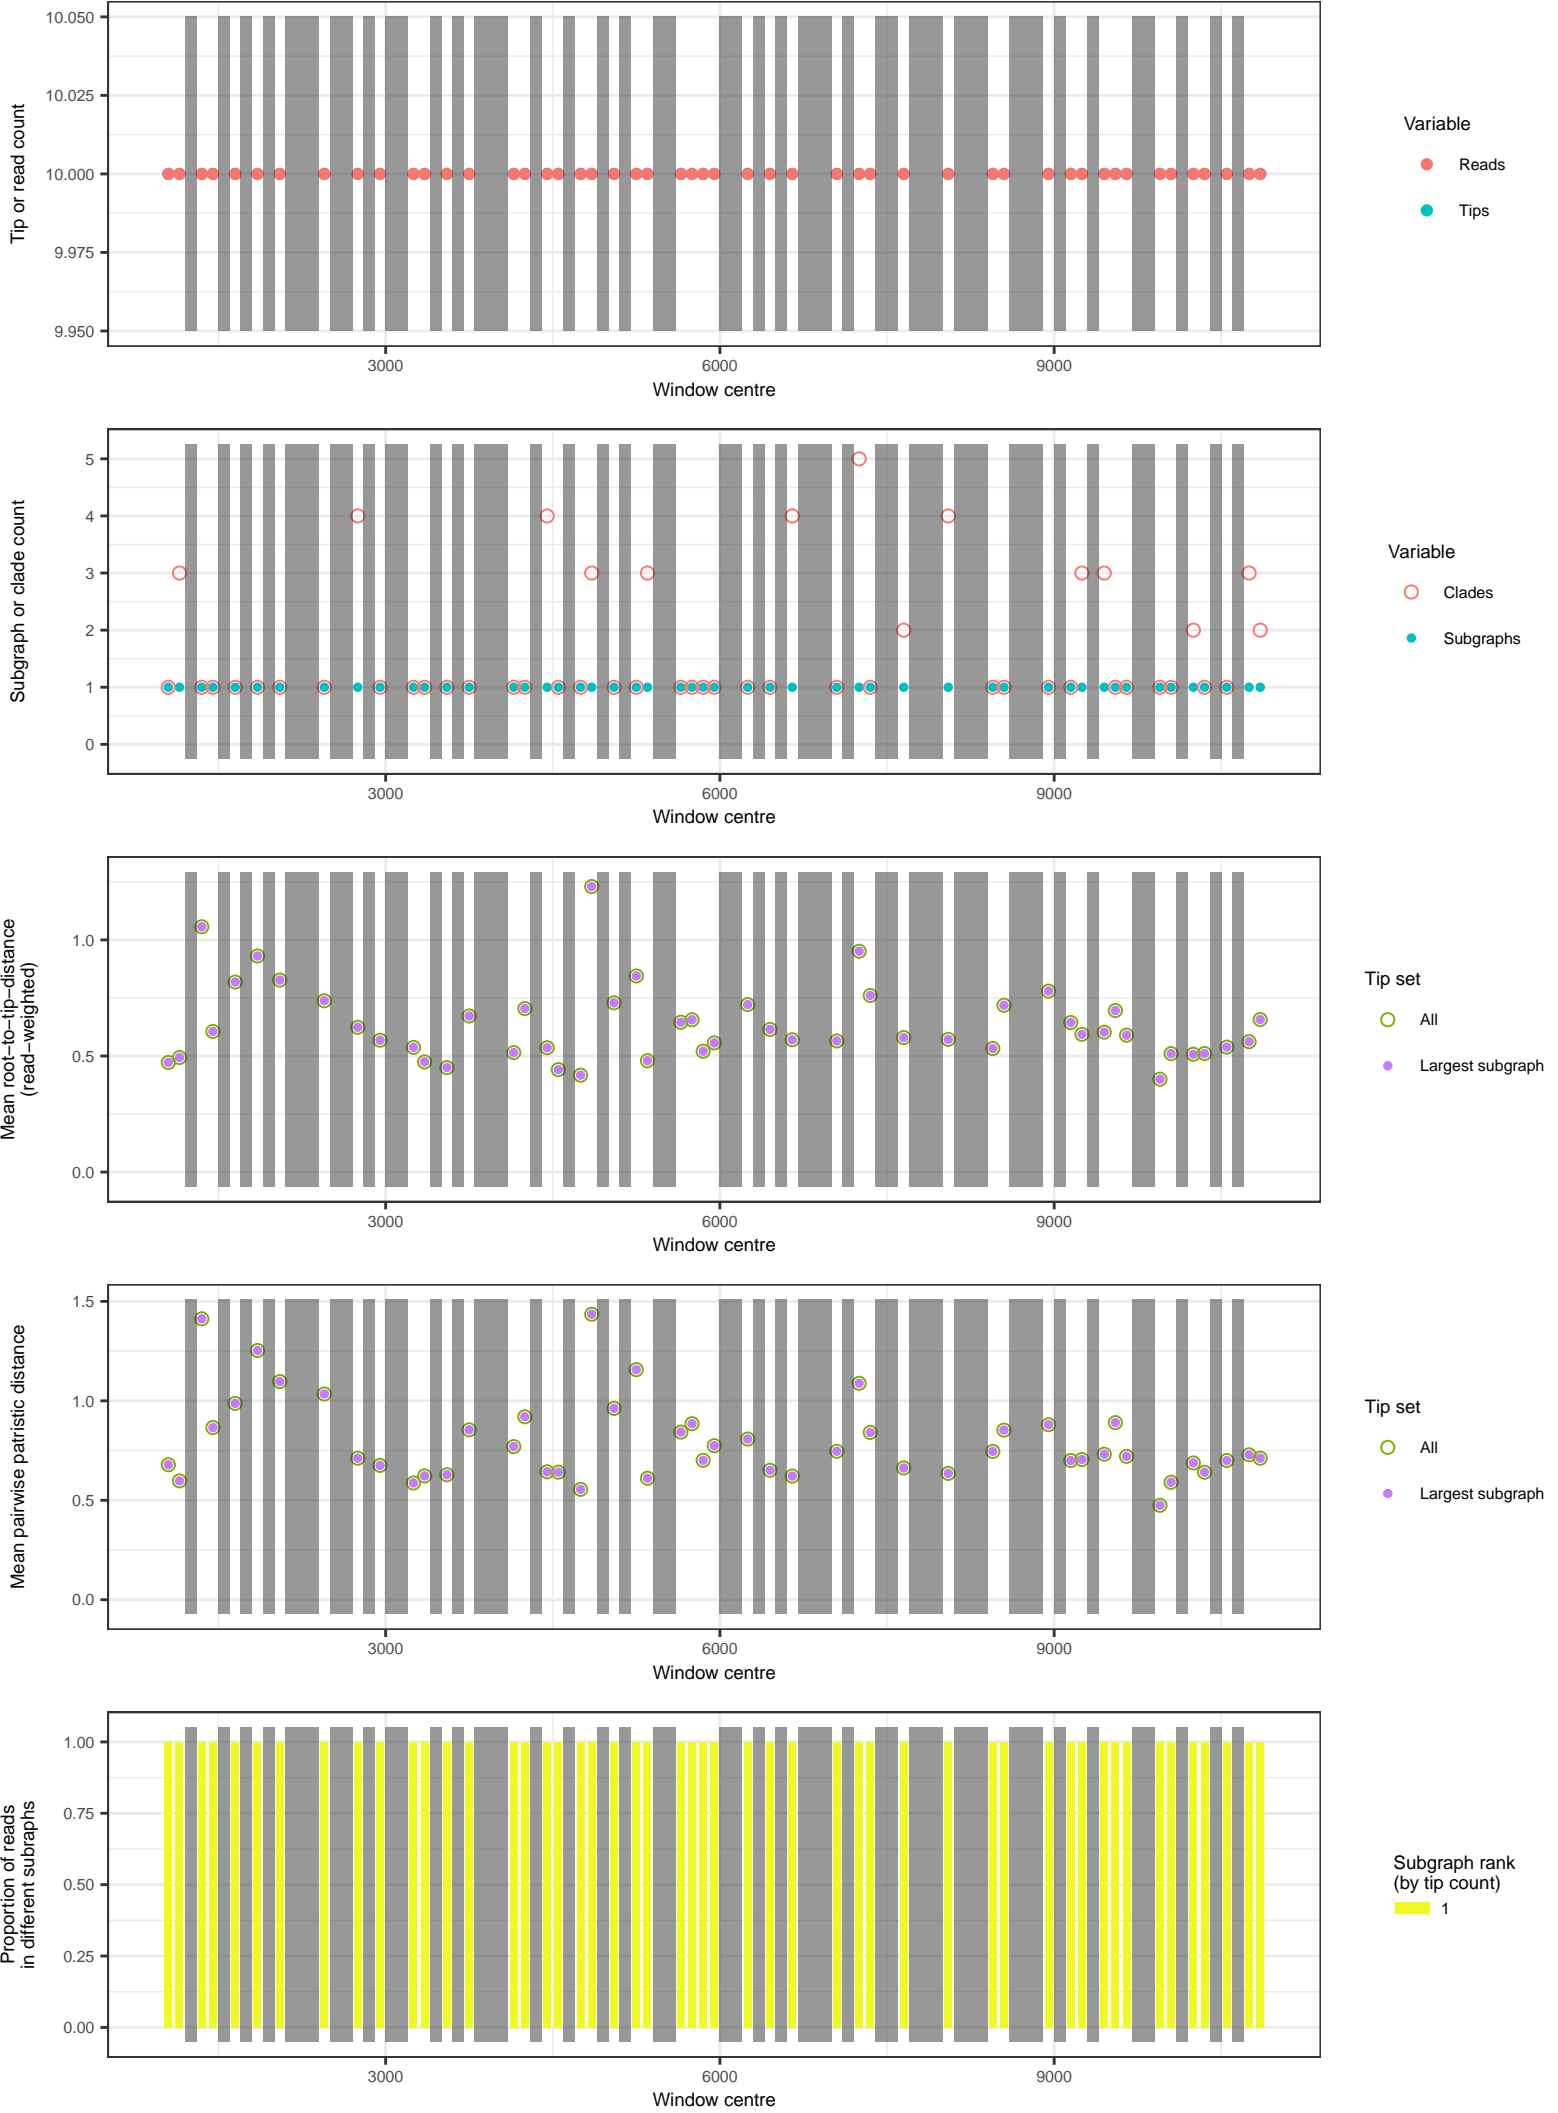 10.050
10.025
10.000
9.975
9.950
Tip or read count
3000
6000
9000
Window centre
Variable
Reads
Tips
5
4
3
2
1
0
Subgraph or clade count
3000
6000
9000
Window centre
Variable
Clades
Subgraphs
1.0
0.5
0.0
Mean root−to−tip−distance
(read−weighted)
3000
6000
9000
Window centre
Tip set
All
Largest subgraph
1.5
1.0
0.5
0.0
Mean pairwise patristic distance
3000
6000
9000
Window centre
Tip set
All
Largest subgraph
1.00
0.75
0.50
0.25
0.00
Proportion of reads
in different subraphs
3000
6000
9000
Window centre
Subgraph rank
(by tip count)
1